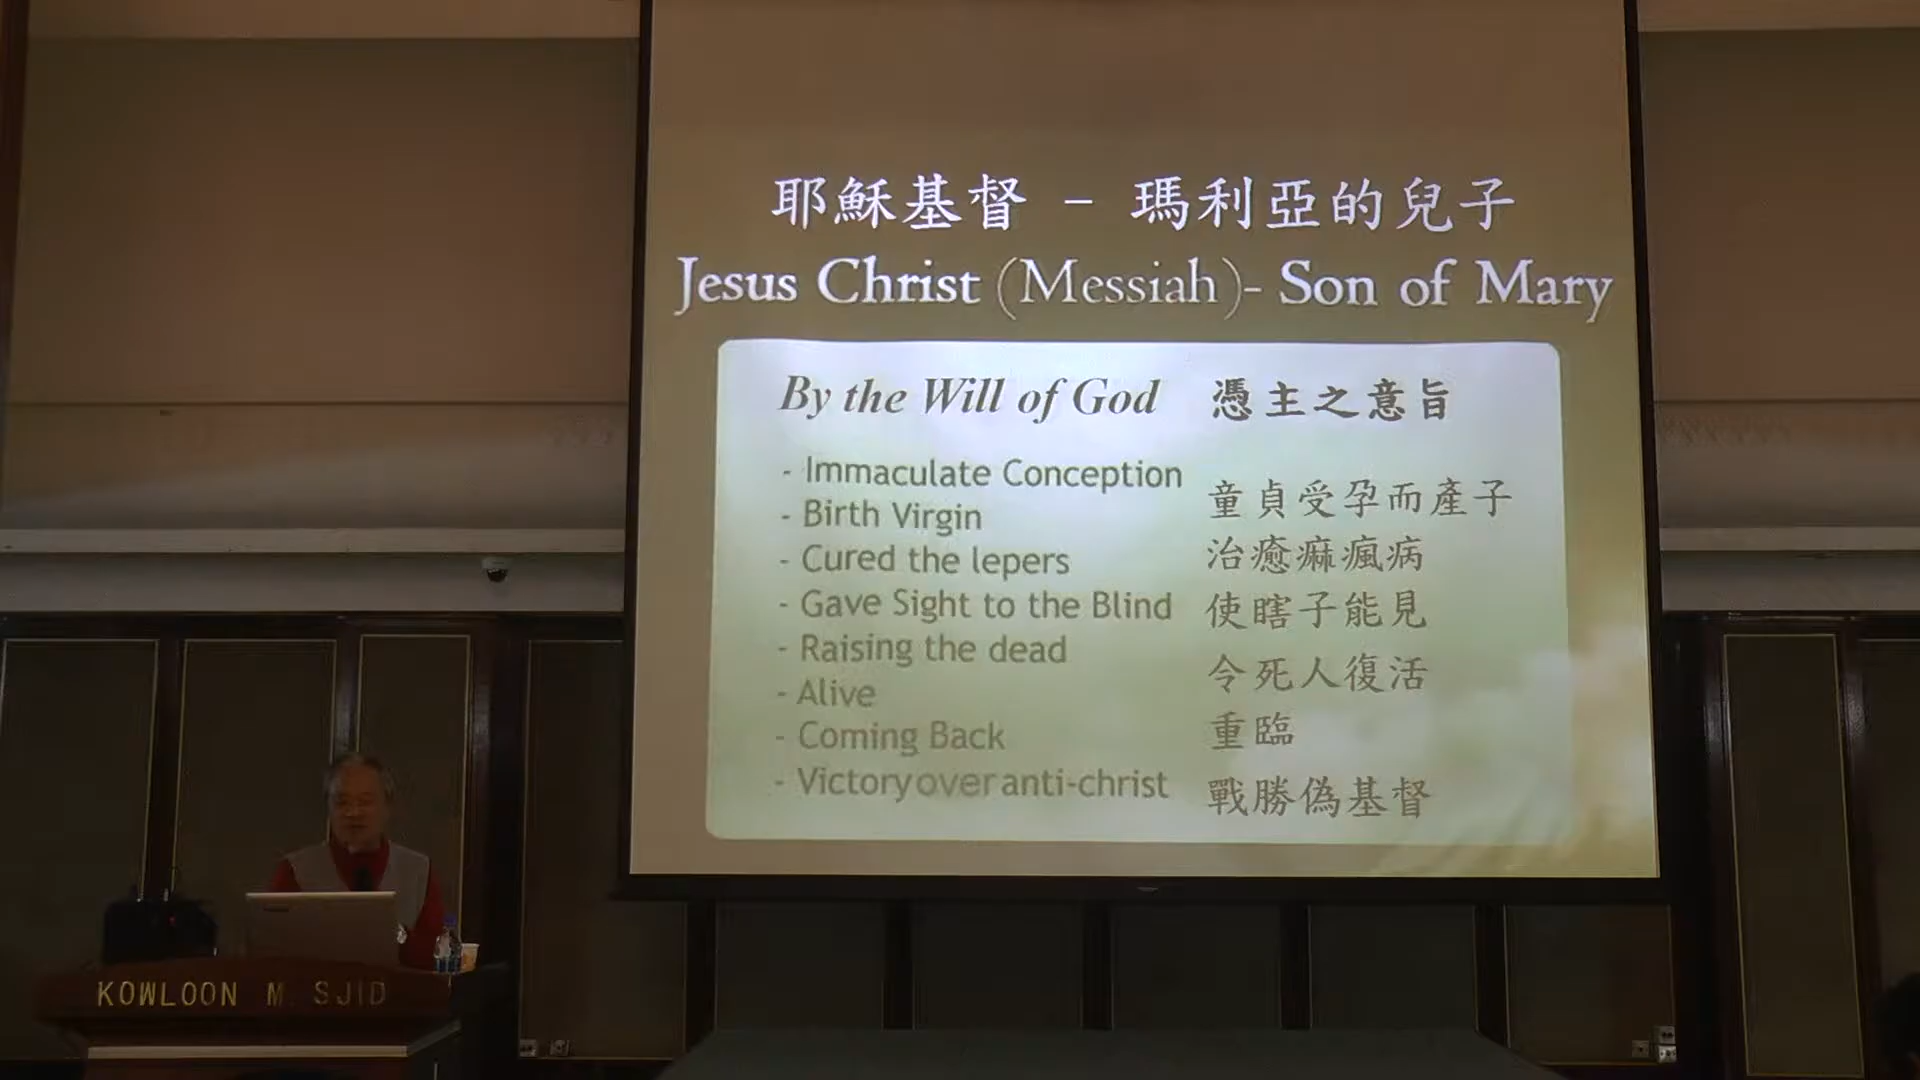 耶穌基督 - 瑪利亞的兒子
Jesus Christ (Messiah)- Son of Mary
By the Will of God 憑主之意旨
- Immaculate Conception
童貞受孕而產子
- Birth Virgin
- Cured the lepers 治癒痲瘋病
- Gave Sight to the Blind 使瞎子能見
- Raising the dead 令死人復活
- Alive
- Coming Back 重臨
- Victory over anti-christ 戰勝偽基督
KOWLOON M SJID